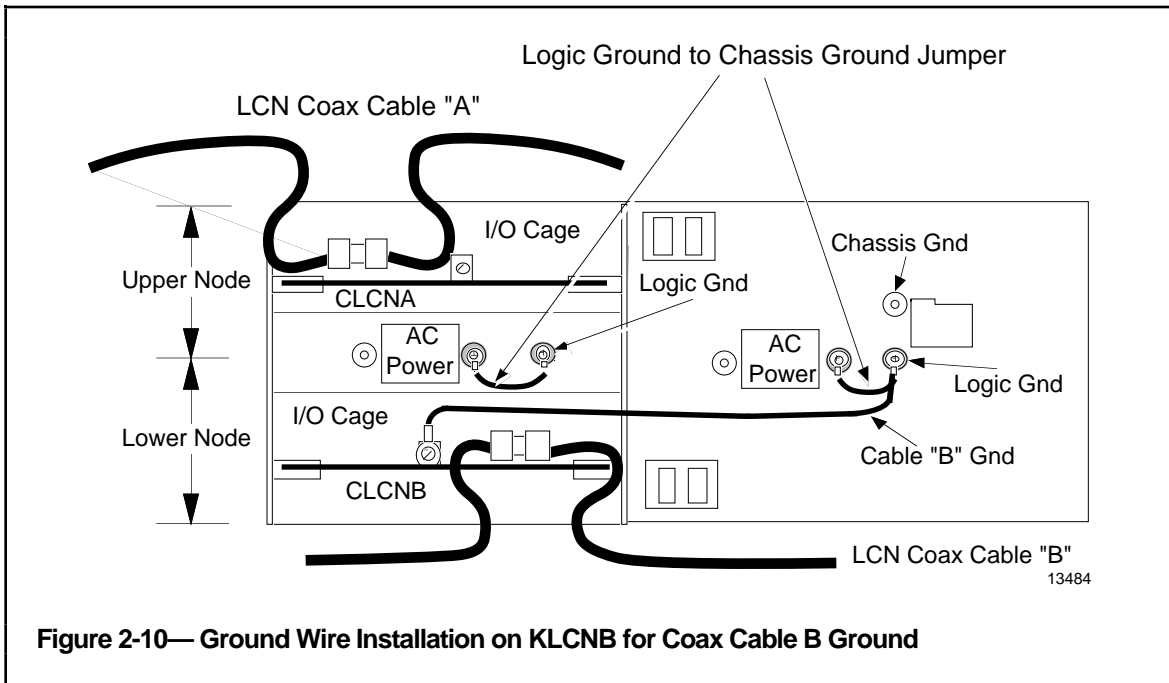 Logic Ground to Chassis Ground Jumper
LCN Coax Cable "A"
I/O Cage
Chassis Gnd
Upper Node
Logic Gnd
CLCNA
AC
Power
AC
Power
Logic Gnd
I/O Cage
Lower Node
Cable "B" Gnd
CLCNB
LCN Coax Cable "B"
13484
Figure 2-10— Ground Wire Installation on KLCNB for Coax Cable B Ground